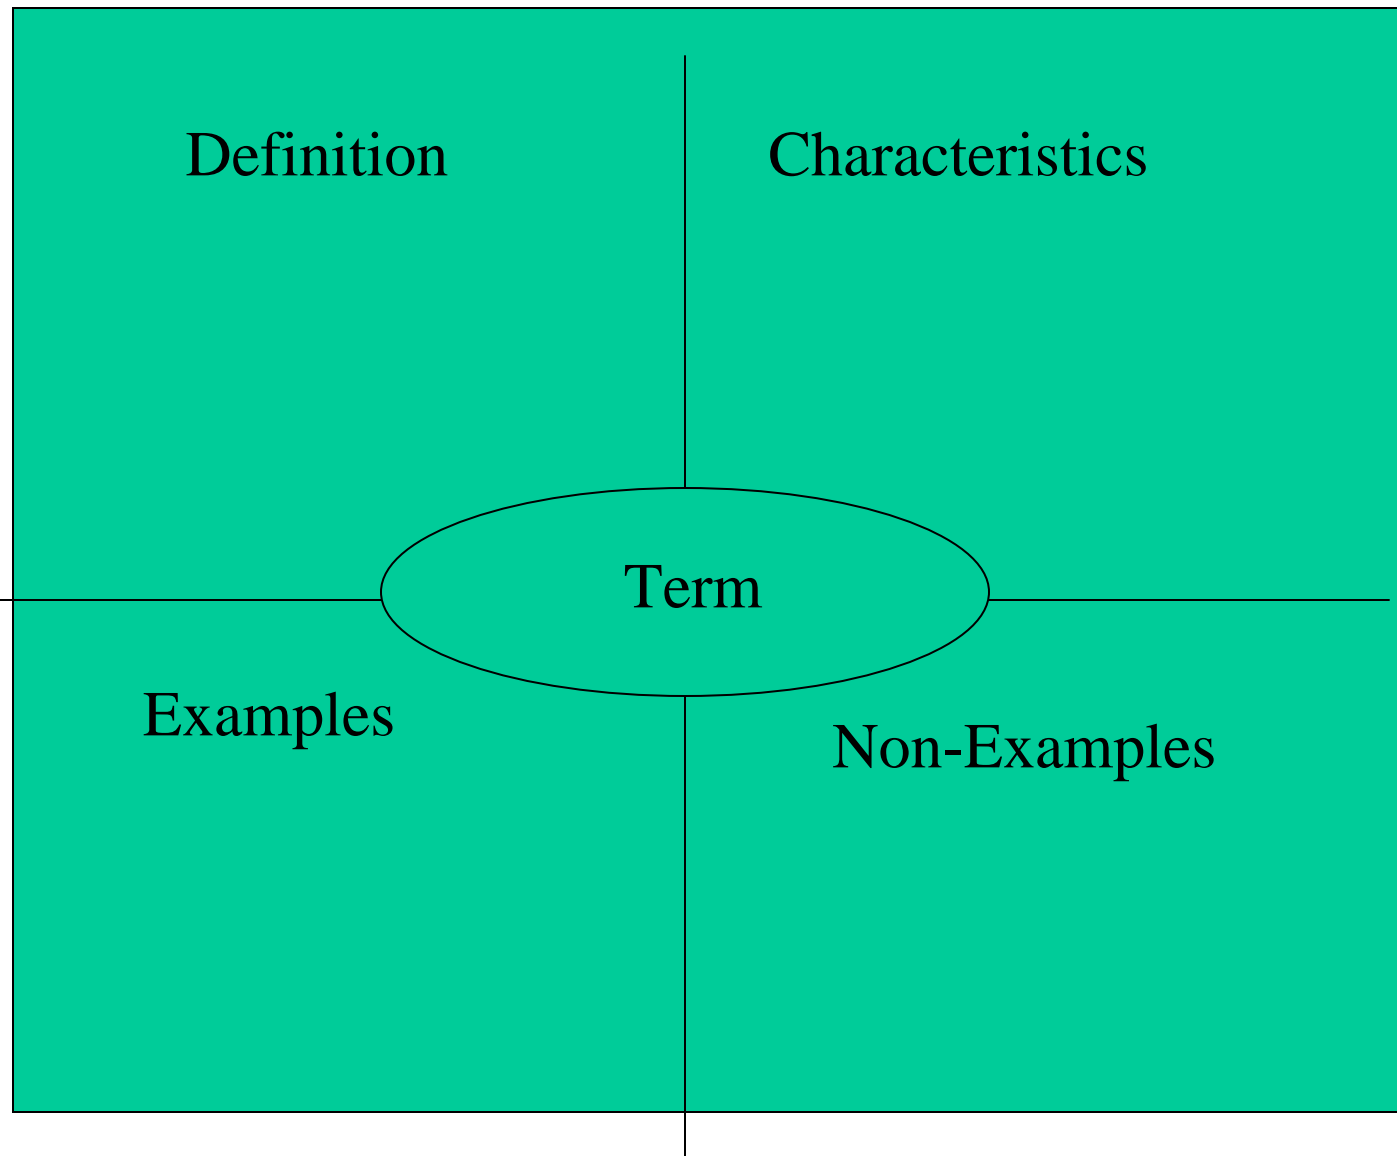 Definition
Characteristics
Term
Examples
Non-Examples